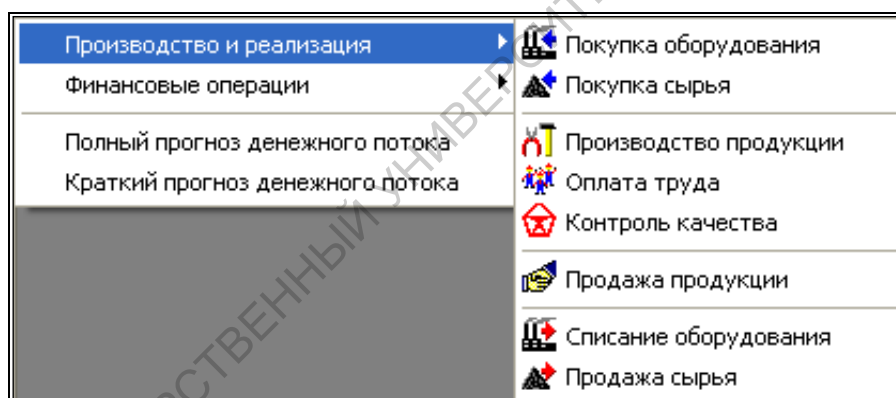 Производство и реализация
Финансовые операции
Полный прогноз денежного потока
Краткий прогноз денежного потока
Покупка оборудования
Покупка сырья
Производство продукции
Оплата труда
Контроль качества
Продажа продукции
Списание оборудования
Продажа сырья